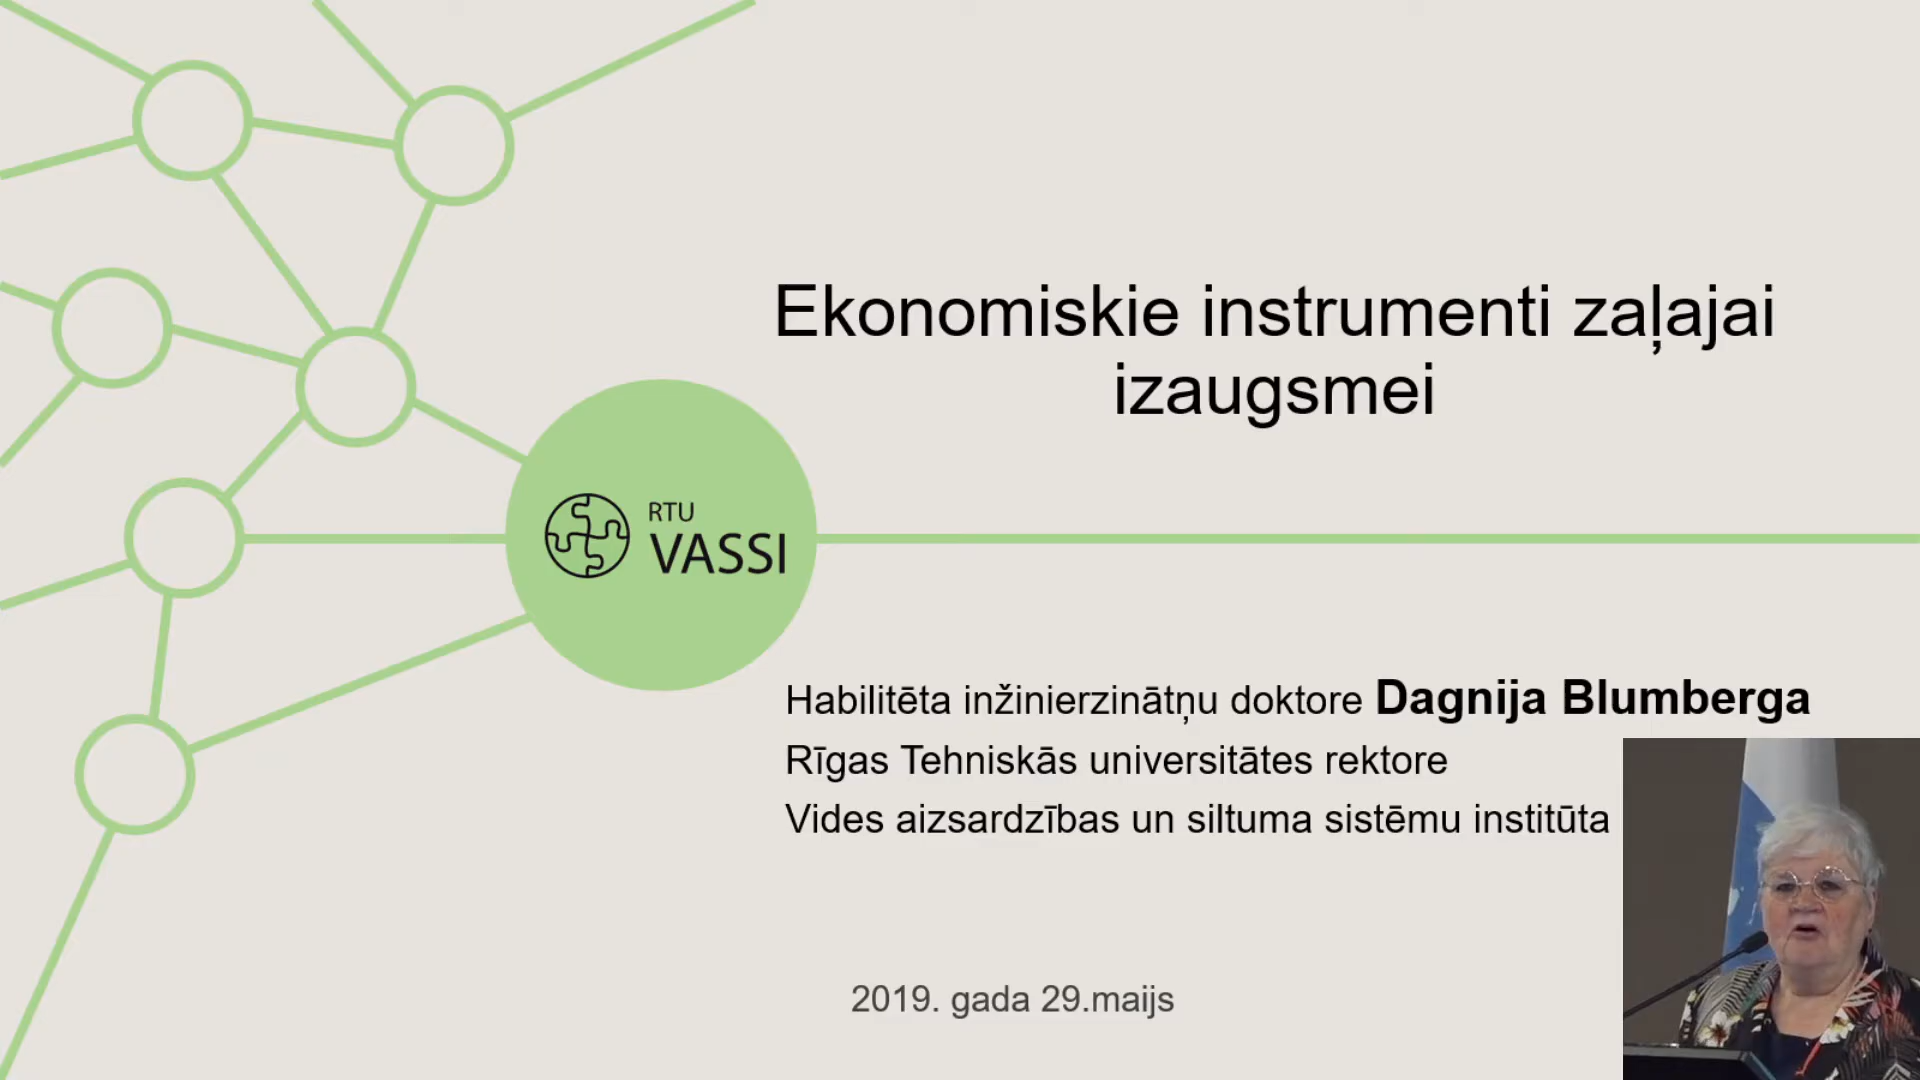 Ekonomiskie instrumenti zaļajai
izaugsmei
RTU
VASSI
Habilitēta inžinierzinātņu doktore Dagnija Blumberga
Rīgas Tehniskās universitātes rektore
Vides aizsardzības un siltuma sistēmu institūta
2019. gada 29.maijs